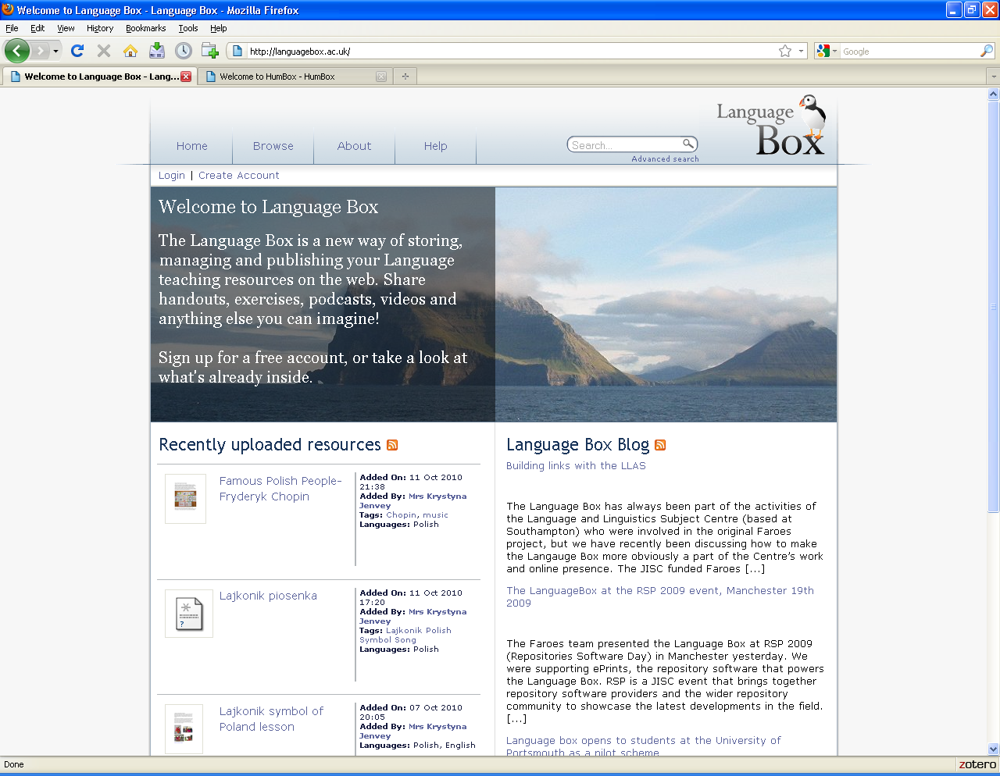 Welcome to Language Box - Language Box - Mozilla Firefox
File Edit View History Bookmarks Tools Help
http://languagebox.ac.uk/
Google
Welcome to Language Box - Lang...
Welcome to HumBox - HumBox
Language
Box
Home
Browse
About
Help
Search...
Advanced search
Login | Create Account
Welcome to Language Box
The Language Box is a new way of storing,
managing and publishing your Language
teaching resources on the web. Share
handouts, exercises, podcasts, videos and
anything else you can imagine!
Sign up for a free account, or take a look at
what's already inside.
Recently uploaded resources
Famous Polish People-
Fryderyk Chopin
Added On: 11 Oct 2010
21:38
Added By: Mrs Krystyna
Jenvey
Tags: Chopin, music
Languages: Polish
Lajkonik piosenka
Added On: 11 Oct 2010
17:20
Added By: Mrs Krystyna
Jenvey
Tags: Lajkonik Polish
Symbol Song
Languages: Polish
Lajkonik symbol of
Poland lesson
Added On: 07 Oct 2010
20:05
Added By: Mrs Krystyna
Jenvey
Languages: Polish, English
Language Box Blog
Building links with the LLAS
The Language Box has always been part of the activities of
the Language and Linguistics Subject Centre (based at
Southampton) who were involved in the original Faroes
project, but we have recently been discussing how to make
the Langauge Box more obviously a part of the Centre’s work
and online presence. The JISC funded Faroes [...]
The LanguageBox at the RSP 2009 event, Manchester 19th
2009
The Faroes team presented the Language Box at RSP 2009
(Repositories Software Day) in Manchester yesterday. We
were supporting ePrints, the repository software that powers
the Language Box. RSP is a JISC event that brings together
repository software providers and the wider repository
community to showcase the latest developments in the field.
[...]
Language box opens to students at the University of
Portsmouth as a pilot scheme
Done
zotero